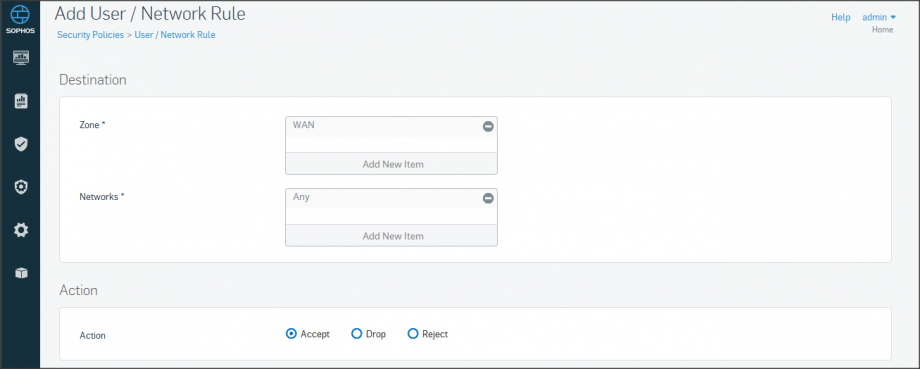 SOPHOS
Add User / Network Rule
Security Policies > User / Network Rule
Help admin
Home
Destination
Zone *
WAN
Add New Item
Networks *
Any
Add New Item
Action
Action
Accept Drop Reject